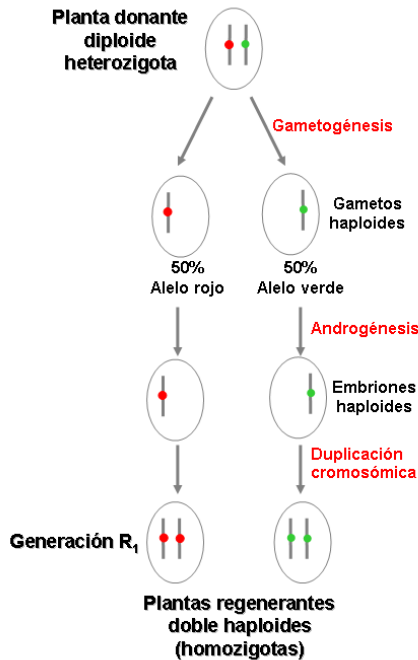 Planta donante
diploide
heterozigota
Gametogénesis
Gametos
haploides
50%
Alelo rojo
50%
Alelo verde
Androgénesis
Embriones
haploides
Duplicación
cromosómica
Generación R1
Plantas regenerantes
doble haploides
(homozigotas)